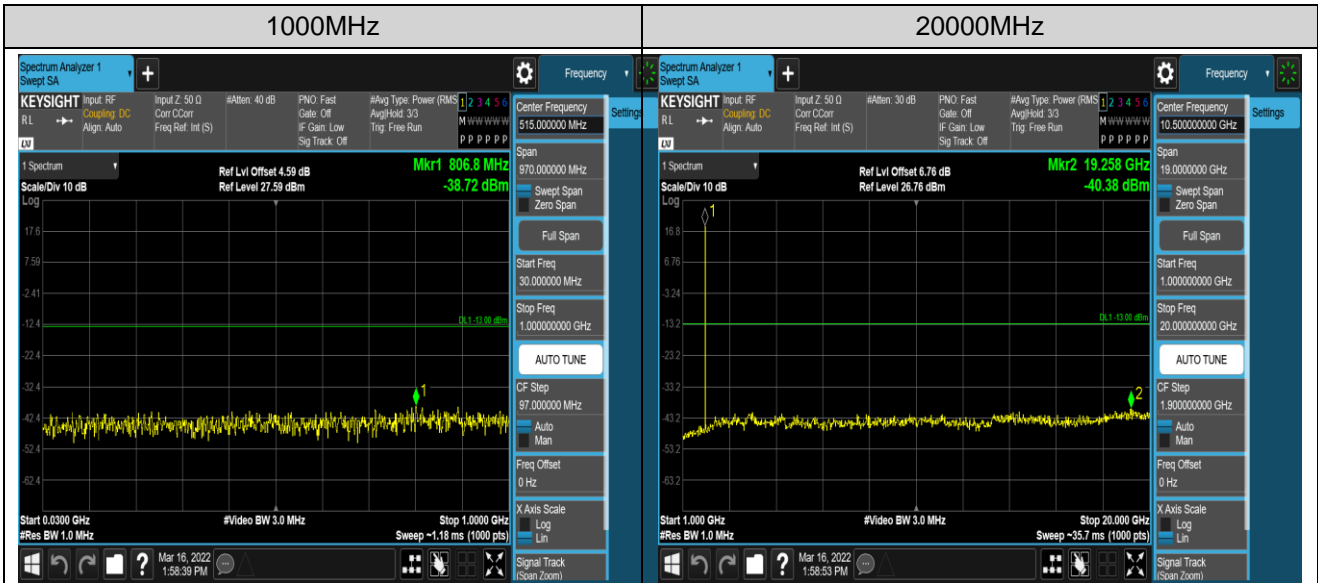 1000MHz
20000MHz
Spectrum Analyzer 1
Swept SA
Frequency
KEYSIGHT
RL
Input: RF
Coupling: DC
Align: Auto
Input Z: 50 Ω
Corr CCorr
Freq Ref: Int (S)
#Atten: 40 dB
PNO: Fast
Gate: Off
IF Gain: Low
Sig Track: Off
#Avg Type: Power (RMS
Avg|Hold: 3/3
Trig: Free Run
1 2 3 4 5 6
M W W W W W
P P P P P P
Center Frequency
515.000000 MHz
Settings
1 Spectrum
Scale/Div 10 dB
Log
Ref Lvl Offset 4.59 dB
Ref Level 27.59 dBm
Mkr1 806.8 MHz
-38.72 dBm
Span
970.000000 MHz
Swept Span
Zero Span
Full Span
Start Freq
30.000000 MHz
Stop Freq
1.000000000 GHz
AUTO TUNE
CF Step
97.000000 MHz
Auto
Man
Freq Offset
0 Hz
X Axis Scale
Log
Lin
Signal Track
(Span Zoom)
17.6
7.59
-2.41
-12.4
-22.4
-32.4
-42.4
-52.4
-62.4
DL1 -13.00 dBm
1
Start 0.0300 GHz
#Res BW 1.0 MHz
#Video BW 3.0 MHz
Stop 1.0000 GHz
Sweep ~1.18 ms (1000 pts)
Mar 16, 2022
1:58:39 PM
Spectrum Analyzer 1
Swept SA
Frequency
KEYSIGHT
RL
Input: RF
Coupling: DC
Align: Auto
Input Z: 50 Ω
Corr CCorr
Freq Ref: Int (S)
#Atten: 30 dB
PNO: Fast
Gate: Off
IF Gain: Low
Sig Track: Off
#Avg Type: Power (RMS
Avg|Hold: 3/3
Trig: Free Run
1 2 3 4 5 6
M W W W W W
P P P P P P
Center Frequency
10.500000000 GHz
Settings
1 Spectrum
Scale/Div 10 dB
Log
Ref Lvl Offset 6.76 dB
Ref Level 26.76 dBm
Mkr2 19.258 GHz
-40.38 dBm
Span
19.0000000 GHz
Swept Span
Zero Span
Full Span
Start Freq
1.000000000 GHz
Stop Freq
20.000000000 GHz
AUTO TUNE
CF Step
1.900000000 GHz
Auto
Man
Freq Offset
0 Hz
X Axis Scale
Log
Lin
Signal Track
(Span Zoom)
16.8
6.76
-3.24
-13.2
-23.2
-33.2
-43.2
-53.2
-63.2
DL1 -13.00 dBm
1
2
Start 1.000 GHz
#Res BW 1.0 MHz
#Video BW 3.0 MHz
Stop 20.000 GHz
Sweep ~35.7 ms (1000 pts)
Mar 16, 2022
1:58:53 PM